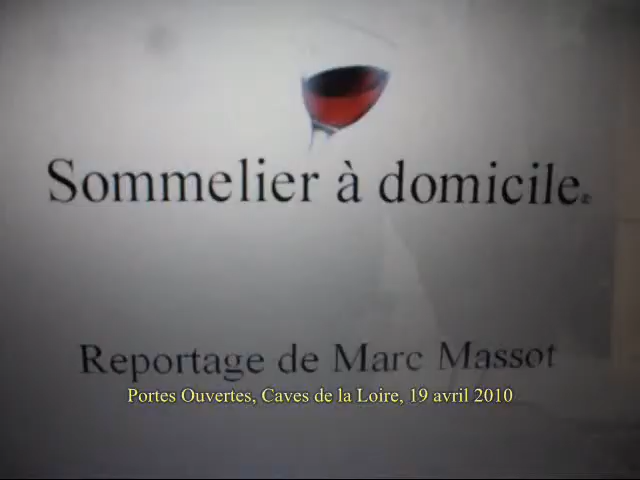 Sommelier à domicile®
Reportage de Marc Massot
Portes Ouvertes, Caves de la Loire, 19 avril 2010